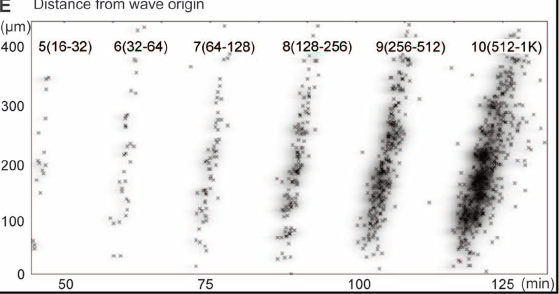 E Distance from wave origin
(μm)
400 5(16-32) 6(32-64) 7(64-128) 8(128-256) 9(256-512) 10(512-1K)
300
200
100
0
50 75 100 125 (min)